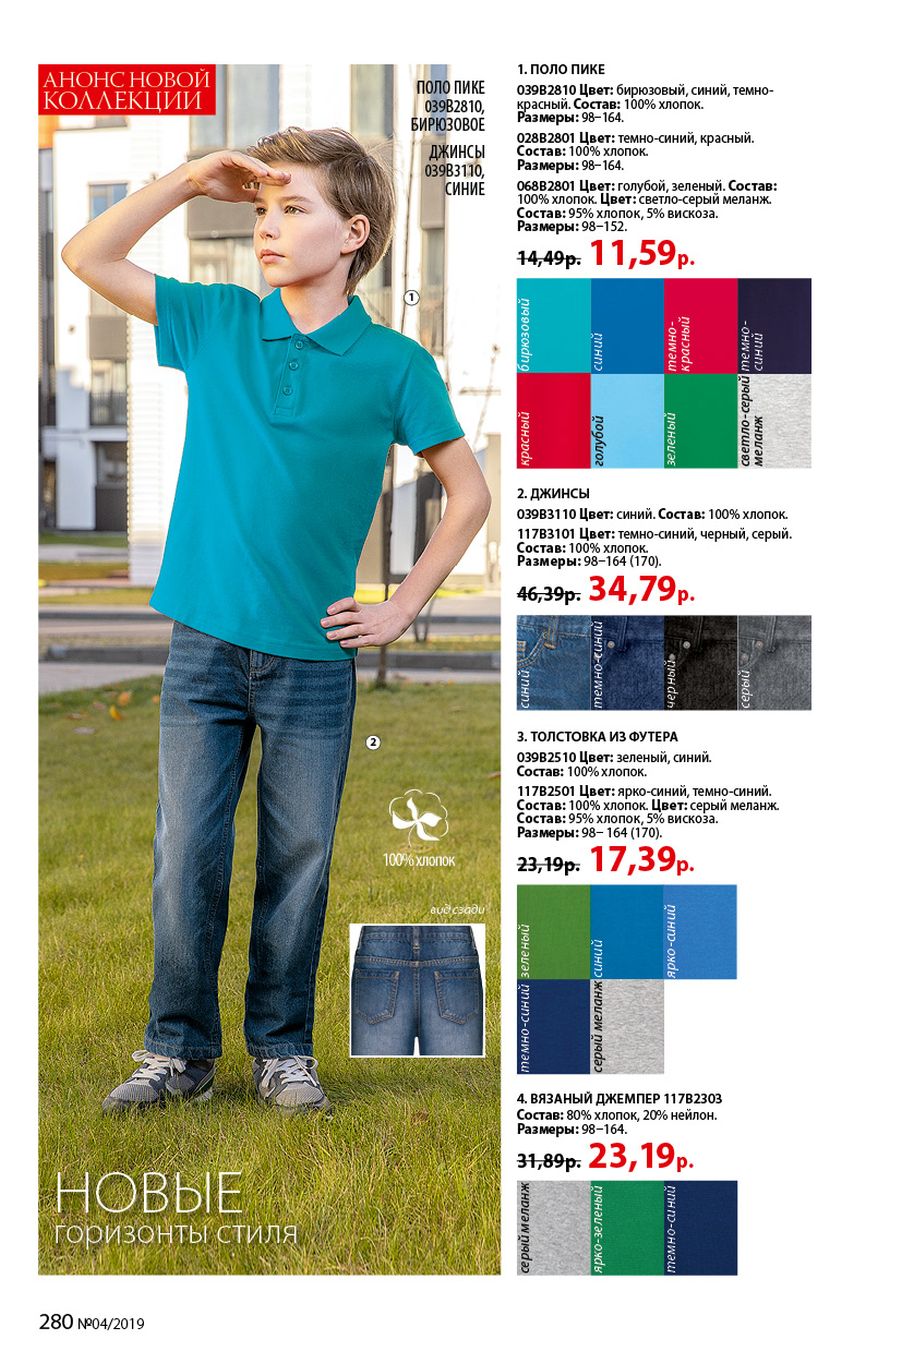 АНОНС НОВОЙ
КОЛЛЕКЦИИ
ПОЛО ПИКЕ
039B2810,
БИРЮЗОВОЕ
ДЖИНСЫ
039B3110,
СИНИЕ
1
2
100% хлопок
вид сзади
НОВЫЕ
горизонты стиля
1. ПОЛО ПИКЕ
039B2810 Цвет: бирюзовый, синий, темно-
красный. Состав: 100% хлопок.
Размеры: 98–164.
028B2801 Цвет: темно-синий, красный.
Состав: 100% хлопок.
Размеры: 98–164.
068B2801 Цвет: голубой, зеленый. Состав:
100% хлопок. Цвет: светло-серый меланж.
Состав: 95% хлопок, 5% вискоза.
Размеры: 98–152.
14,49р. 11,59р.
бирюзовый
синий
темно-
красный
темно-
синий
красный
голубой
зеленый
светло-серый
меланж
2. ДЖИНСЫ
039B3110 Цвет: синий. Состав: 100% хлопок.
117B3101 Цвет: темно-синий, черный, серый.
Состав: 100% хлопок.
Размеры: 98–164 (170).
46,39р. 34,79р.
синий
темно-синий
черный
серый
3. ТОЛСТОВКА ИЗ ФУТЕРА
039B2510 Цвет: зеленый, синий.
Состав: 100% хлопок.
117B2501 Цвет: ярко-синий, темно-синий.
Состав: 100% хлопок. Цвет: серый меланж.
Состав: 95% хлопок, 5% вискоза.
Размеры: 98– 164 (170).
23,19р. 17,39р.
зеленый
синий
ярко-синий
темно-синий
серый меланж
4. ВЯЗАНЫЙ ДЖЕМПЕР 117B2303
Состав: 80% хлопок, 20% нейлон.
Размеры: 98–164.
31,89р. 23,19р.
серый меланж
ярко-зеленый
темно-синий
280 №04/2019